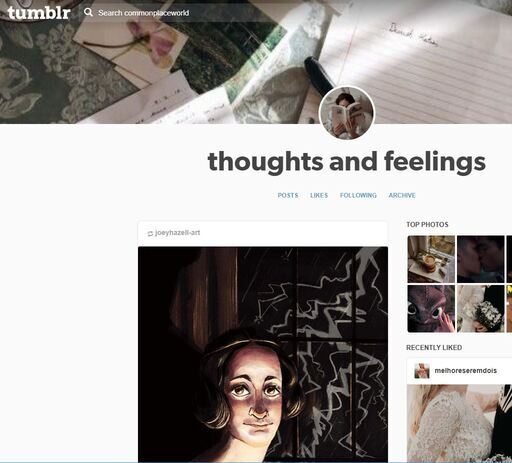 tumblr
Search commonplaceworld
thoughts and feelings
POSTS
LIKES
FOLLOWING
ARCHIVE
joeyhazell-art
TOP PHOTOS
RECENTLY LIKED
melhoreseremdois